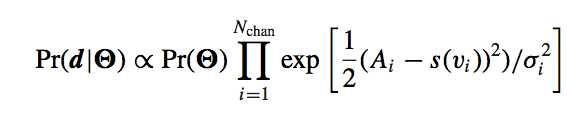 Pr(d|Θ) ∝ Pr(Θ) ∏_{i=1}^{N_chan} exp [ 1/2 (A_i − s(v_i))^2)/σ_i^2 ]